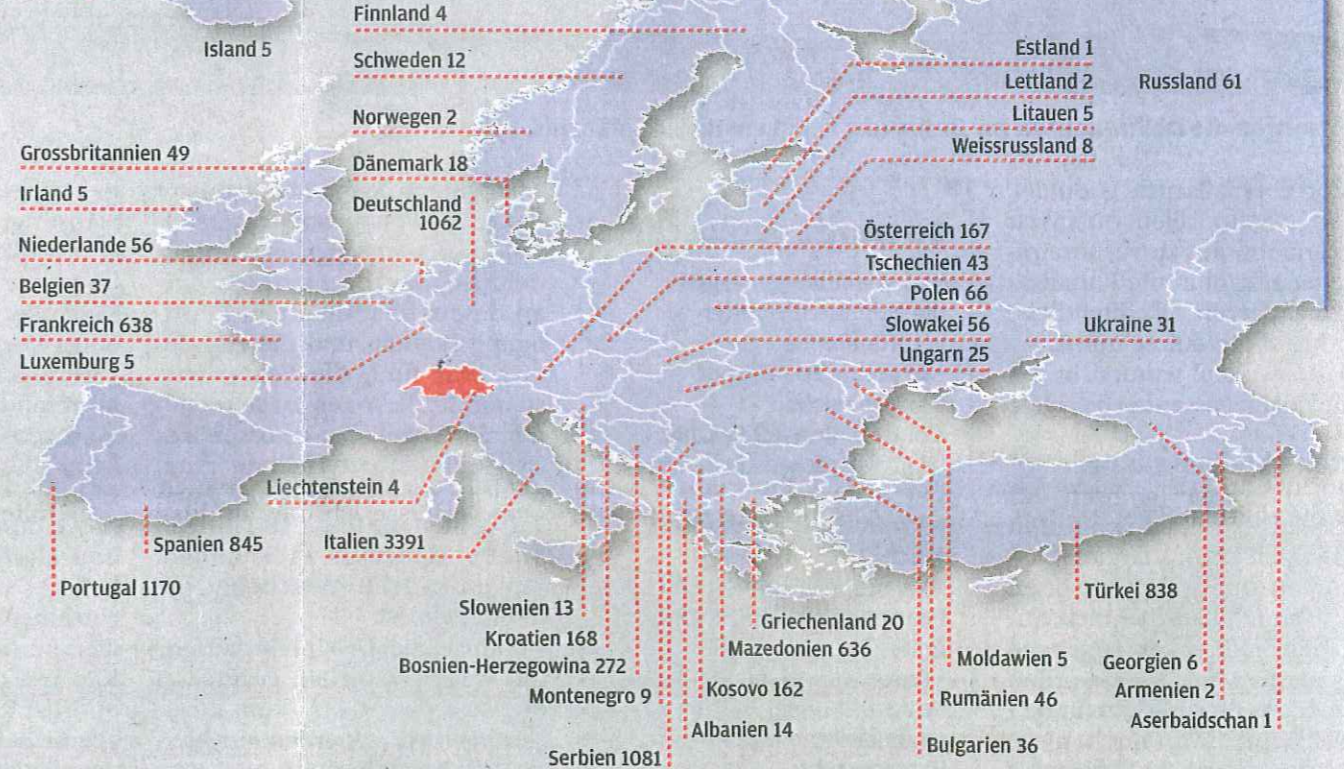 Finnland 4
Island 5
Schweden 12
Estland 1
Lettland 2
Russland 61
Litauen 5
Norwegen 2
Weissrussland 8
Grossbritannien 49
Dänemark 18
Irland 5
Deutschland
1062
Niederlande 56
Österreich 167
Tschechien 43
Belgien 37
Polen 66
Frankreich 638
Slowakei 56
Ukraine 31
Luxemburg 5
Ungarn 25
Liechtenstein 4
Italien 3391
Spanien 845
Portugal 1170
Türkei 838
Slowenien 13
Griechenland 20
Kroatien 168
Mazedonien 636
Bosnien-Herzegowina 272
Moldawien 5
Georgien 6
Montenegro 9
Kosovo 162
Rumänien 46
Armenien 2
Aserbaidschan 1
Albanien 14
Bulgarien 36
Serbien 1081